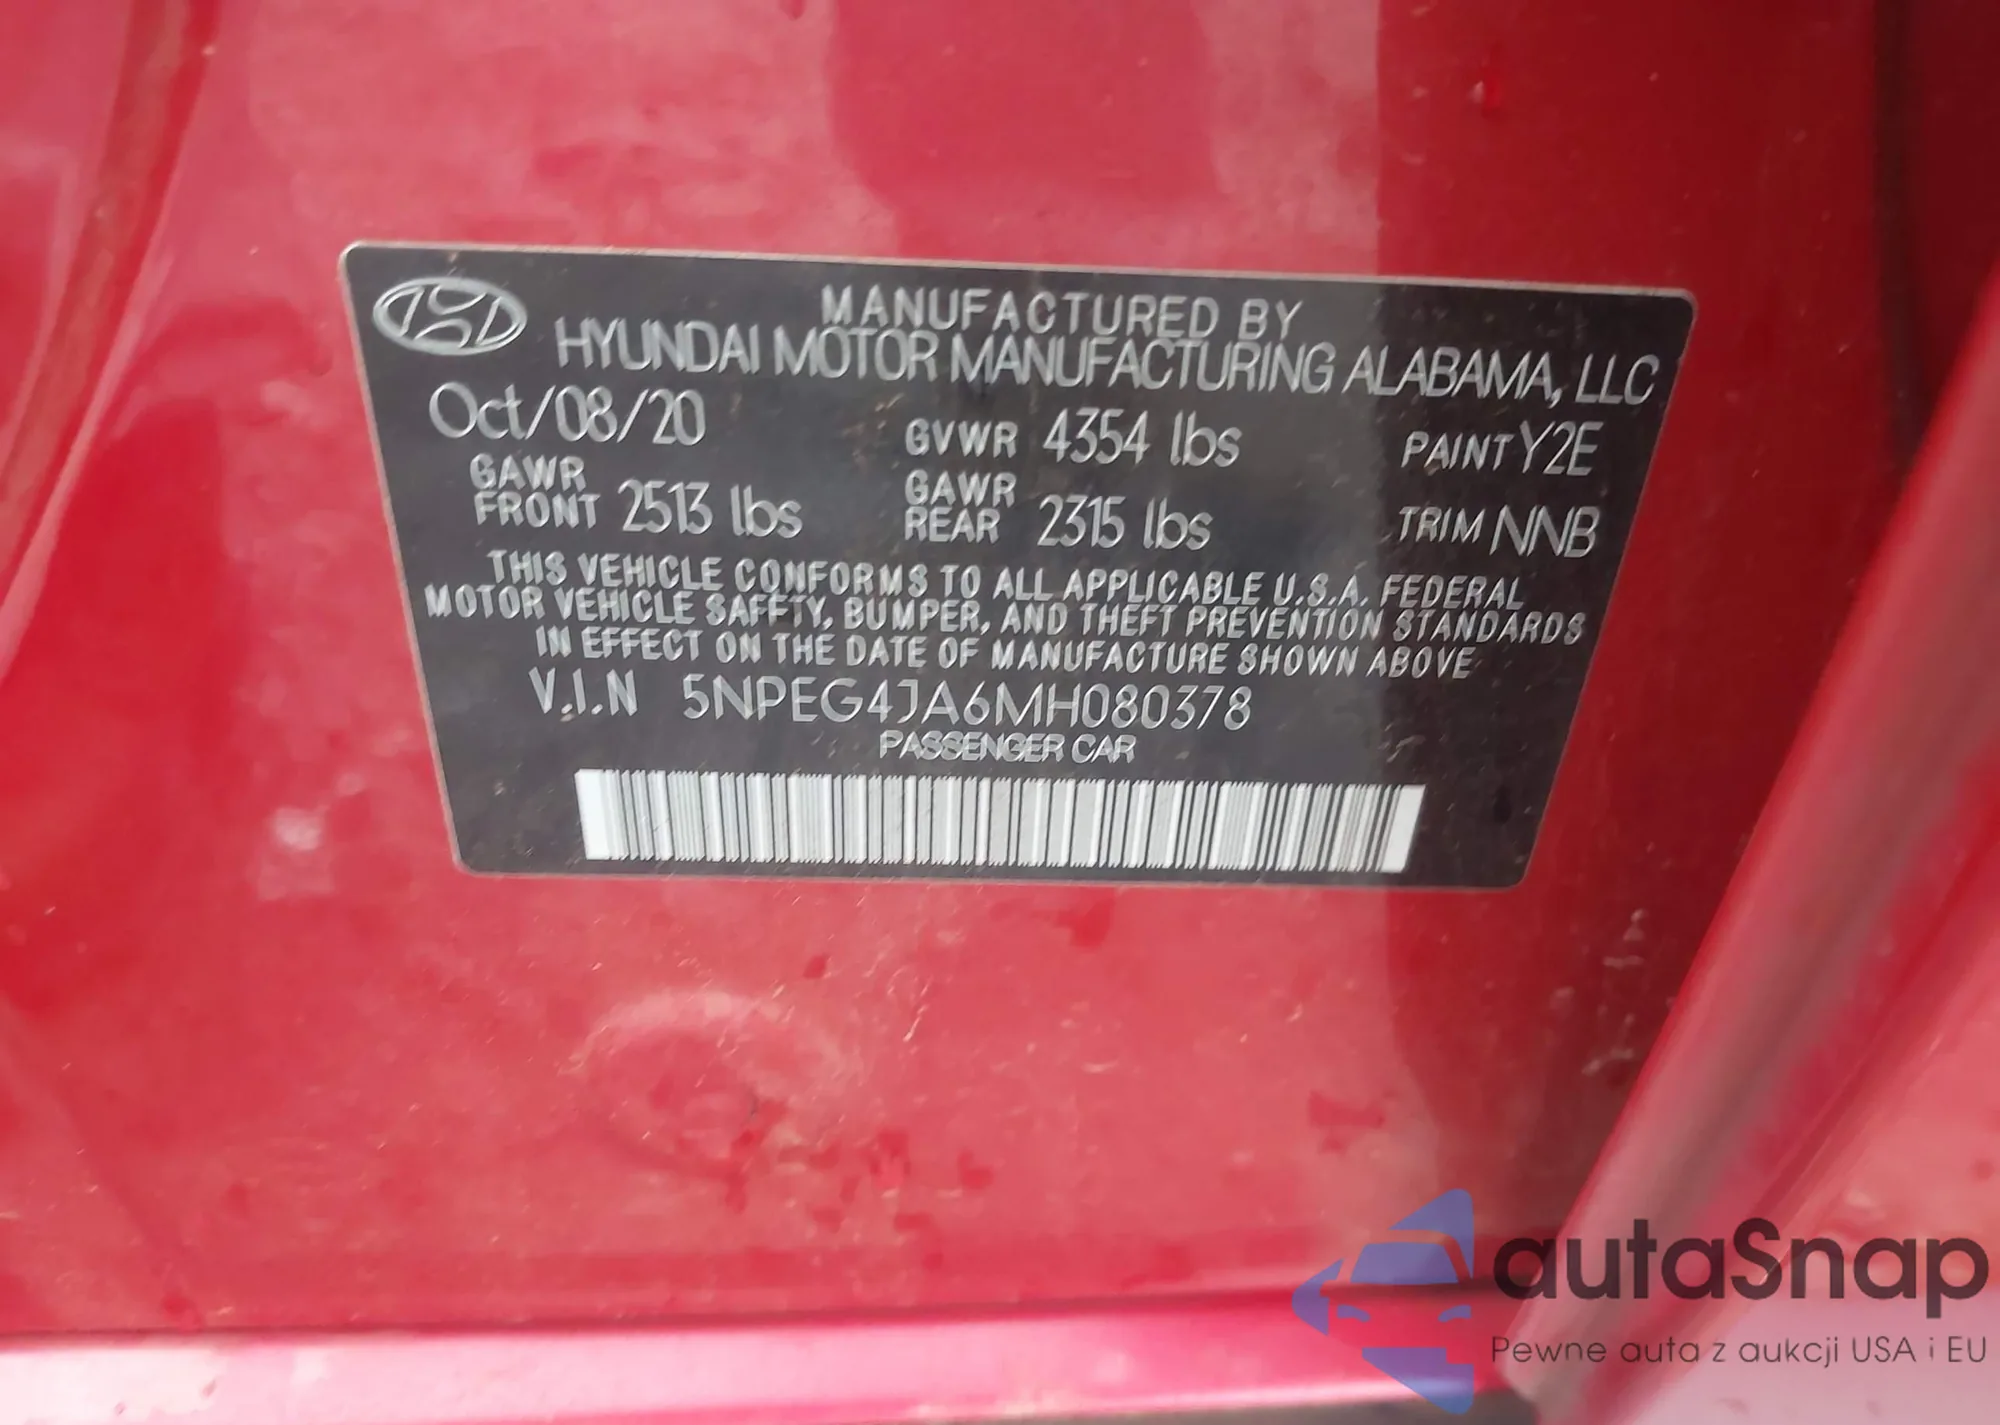 MANUFACTURED BY
HYUNDAI MOTOR MANUFACTURING ALABAMA, LLC
Oct/08/20 GVWR 4354 lbs PAINT Y2E
GAWR FRONT 2513 lbs GAWR REAR 2315 lbs TRIM NNB
THIS VEHICLE CONFORMS TO ALL APPLICABLE U.S.A. FEDERAL
MOTOR VEHICLE SAFETY, BUMPER, AND THEFT PREVENTION STANDARDS
IN EFFECT ON THE DATE OF MANUFACTURE SHOWN ABOVE
V.I.N 5NPEG4JA6MH080378
PASSENGER CAR
autaSnap
Pewne auta z aukcji USA i EU